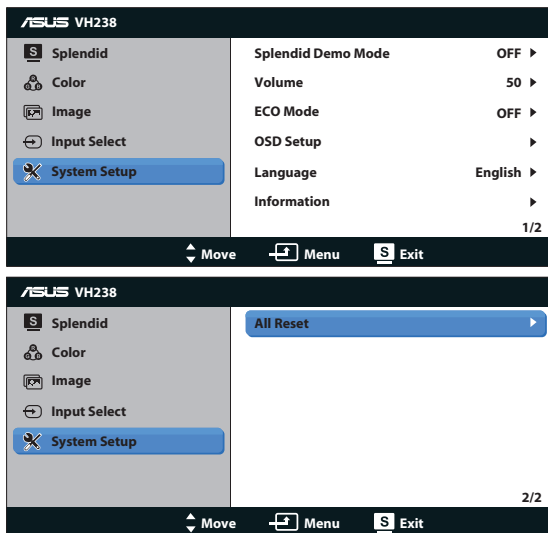 ASUS VH238
S Splendid
Color
Image
Input Select
System Setup
Splendid Demo Mode OFF
Volume 50
ECO Mode OFF
OSD Setup
Language English
Information
1/2
Move Menu S Exit
ASUS VH238
S Splendid
Color
Image
Input Select
System Setup
All Reset
2/2
Move Menu S Exit